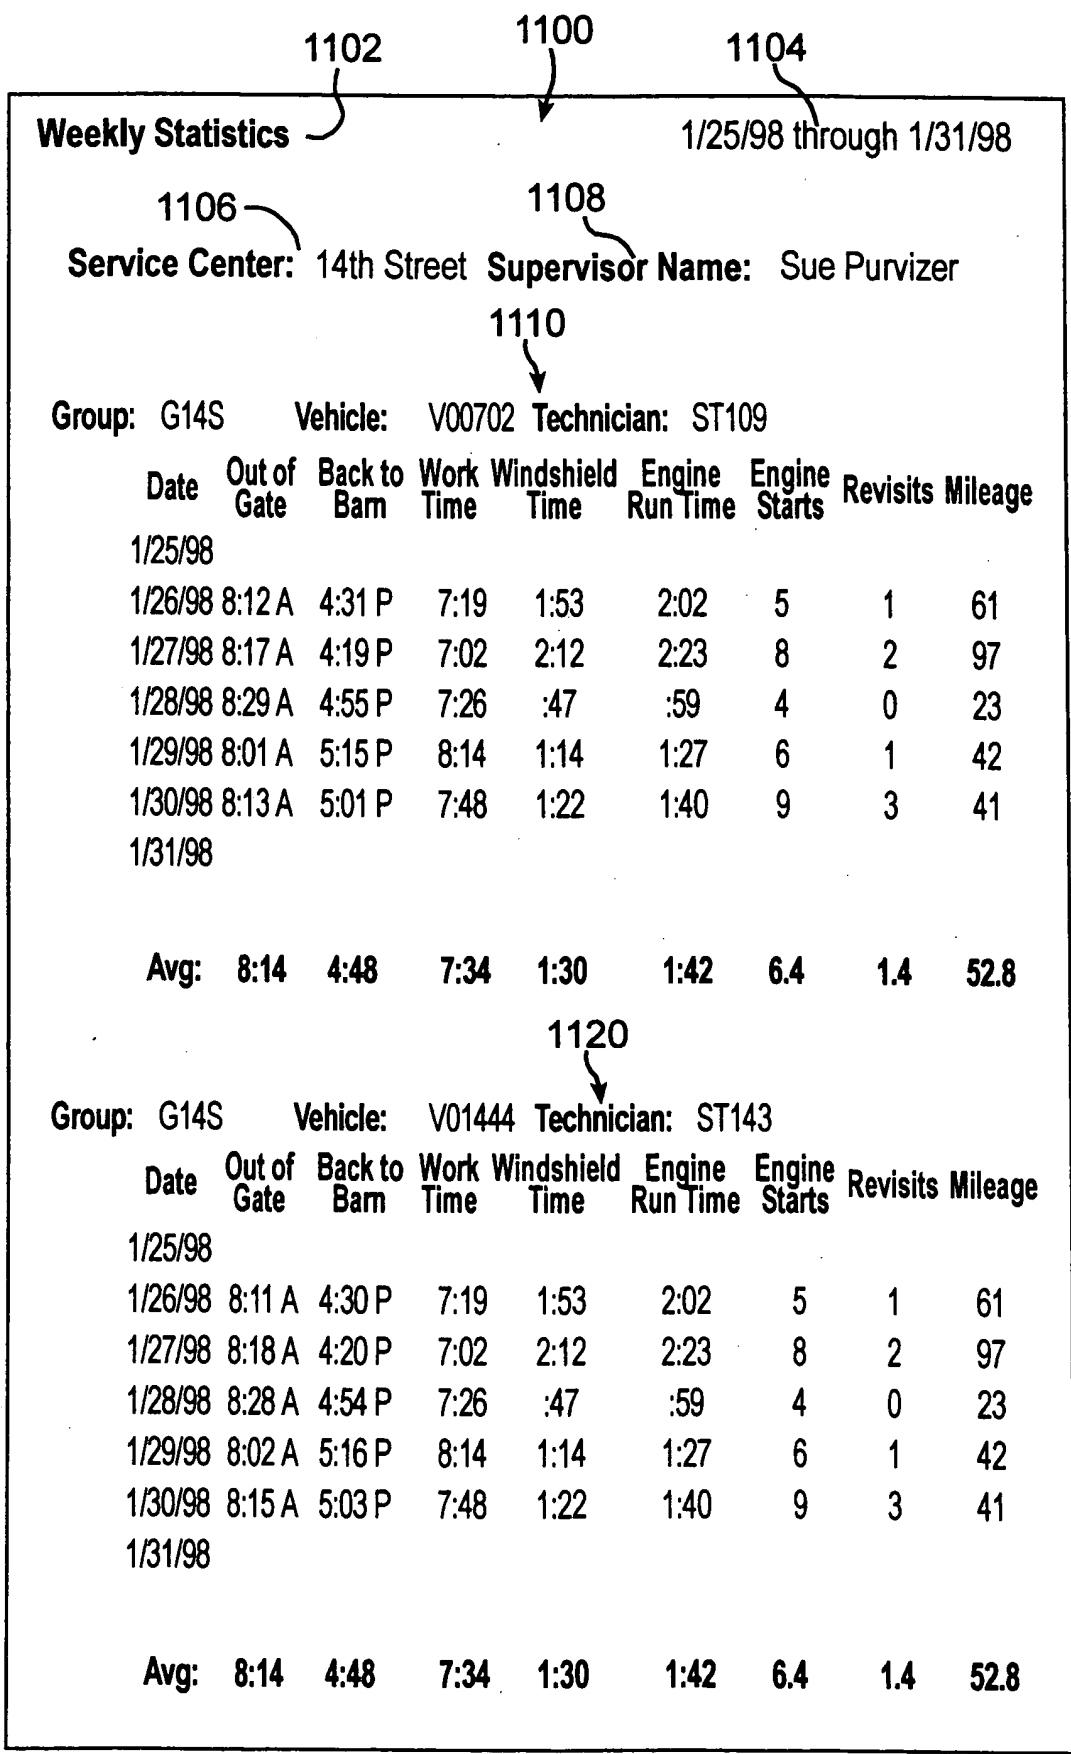 1100
1102 1104
Weekly Statistics 1/25/98 through 1/31/98
1106 1108
Service Center: 14th Street Supervisor Name: Sue Purvizer
1110
Group: G14S Vehicle: V00702 Technician: ST109
Date Out of Gate Back to Barn Work Time Windshield Time Engine Run Time Engine Starts Revisits Mileage
1/25/98
1/26/98 8:12 A 4:31 P 7:19 1:53 2:02 5 1 61
1/27/98 8:17 A 4:19 P 7:02 2:12 2:23 8 2 97
1/28/98 8:29 A 4:55 P 7:26 :47 :59 4 0 23
1/29/98 8:01 A 5:15 P 8:14 1:14 1:27 6 1 42
1/30/98 8:13 A 5:01 P 7:48 1:22 1:40 9 3 41
1/31/98
Avg: 8:14 4:48 7:34 1:30 1:42 6.4 1.4 52.8
1120
Group: G14S Vehicle: V01444 Technician: ST143
Date Out of Gate Back to Barn Work Time Windshield Time Engine Run Time Engine Starts Revisits Mileage
1/25/98
1/26/98 8:11 A 4:30 P 7:19 1:53 2:02 5 1 61
1/27/98 8:18 A 4:20 P 7:02 2:12 2:23 8 2 97
1/28/98 8:28 A 4:54 P 7:26 :47 :59 4 0 23
1/29/98 8:02 A 5:16 P 8:14 1:14 1:27 6 1 42
1/30/98 8:15 A 5:03 P 7:48 1:22 1:40 9 3 41
1/31/98
Avg: 8:14 4:48 7:34 1:30 1:42 6.4 1.4 52.8